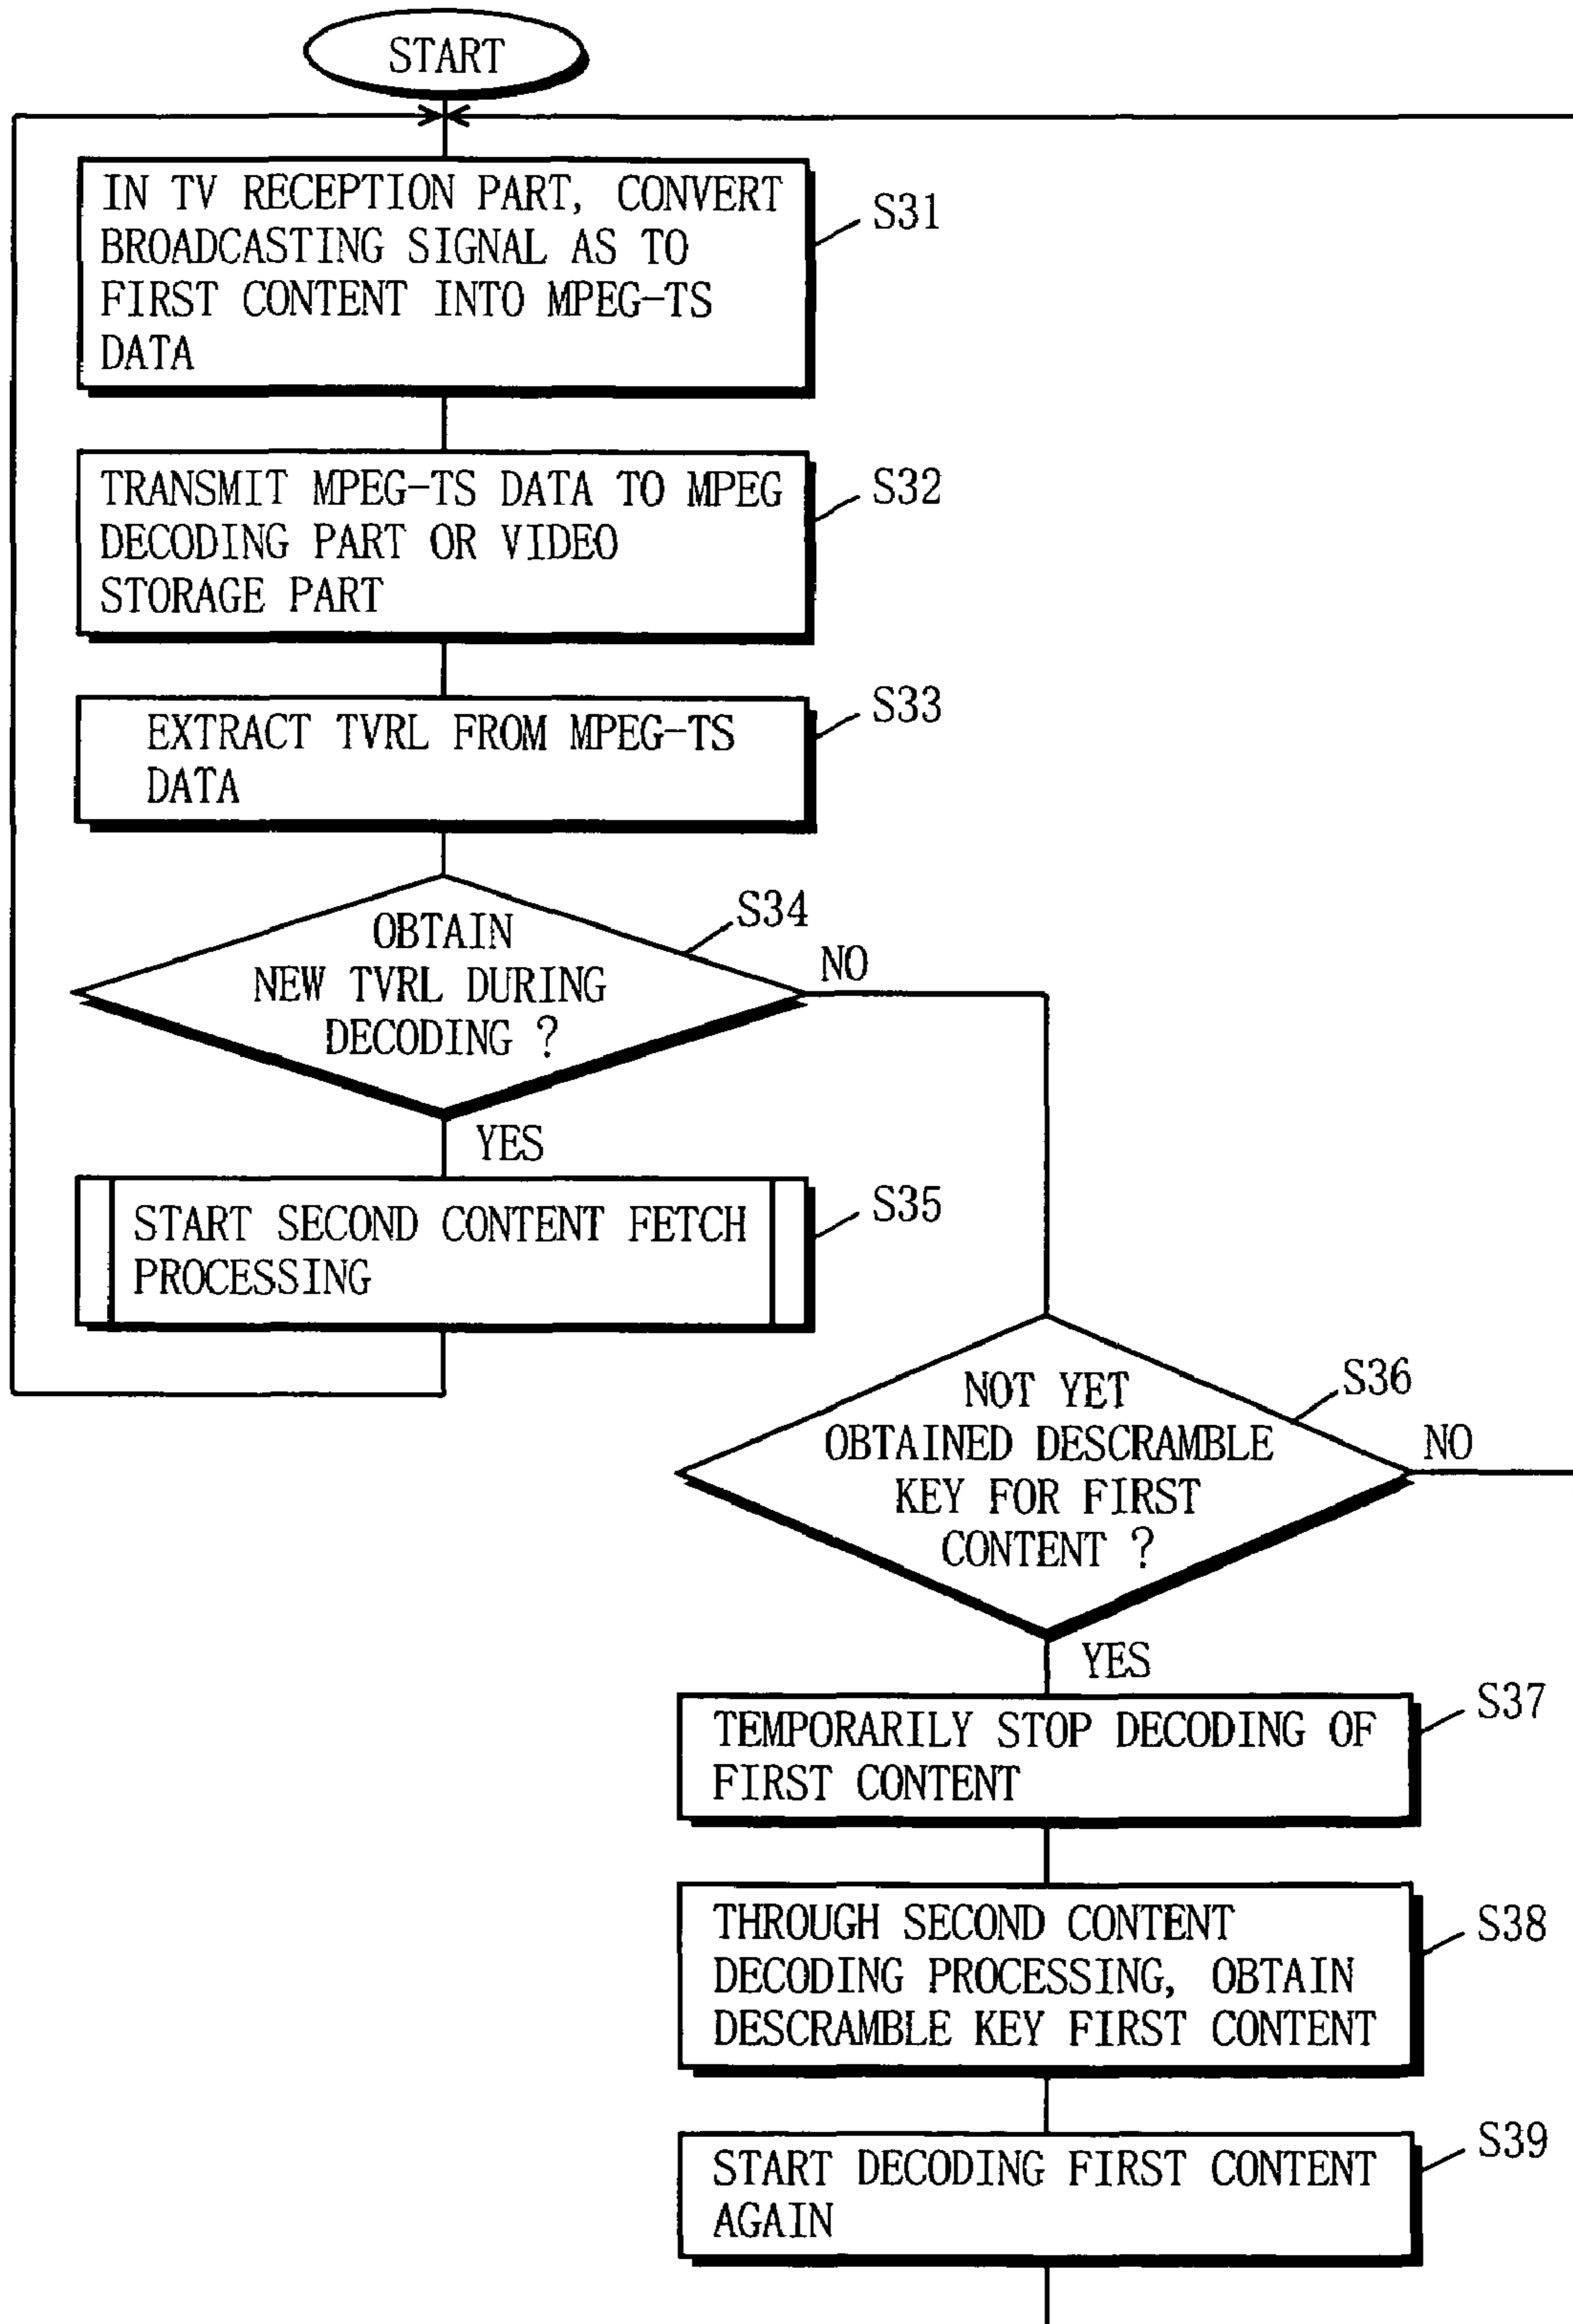 START
IN TV RECEPTION PART, CONVERT
BROADCASTING SIGNAL AS TO
FIRST CONTENT INTO MPEG-TS
DATA
S31
TRANSMIT MPEG-TS DATA TO MPEG
DECODING PART OR VIDEO
STORAGE PART
S32
EXTRACT TVRL FROM MPEG-TS
DATA
S33
OBTAIN
NEW TVRL DURING
DECODING ?
S34
NO
YES
START SECOND CONTENT FETCH
PROCESSING
S35
NOT YET
OBTAINED DESCRAMBLE
KEY FOR FIRST
CONTENT ?
S36
NO
YES
TEMPORARILY STOP DECODING OF
FIRST CONTENT
S37
THROUGH SECOND CONTENT
DECODING PROCESSING, OBTAIN
DESCRAMBLE KEY FIRST CONTENT
S38
START DECODING FIRST CONTENT
AGAIN
S39